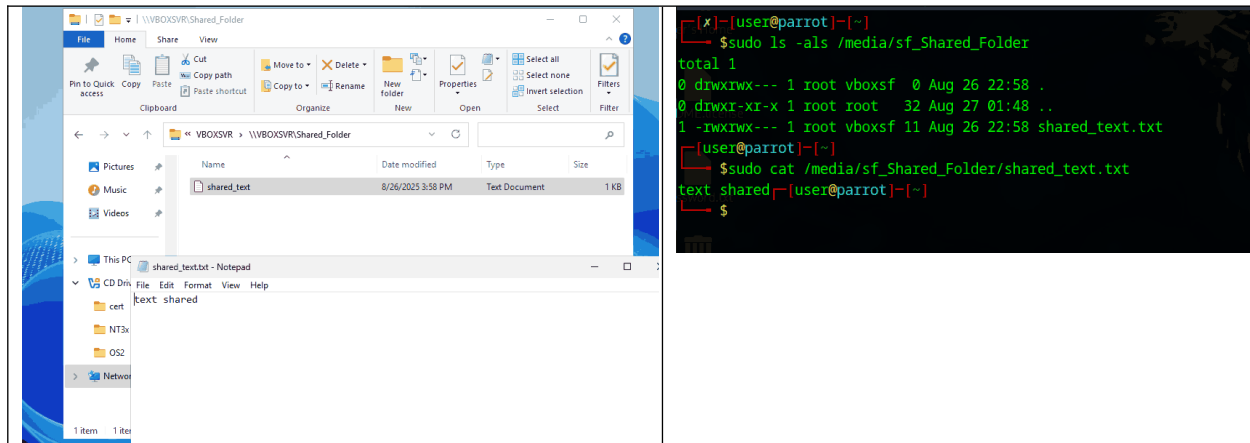 \\VBOXSVR\Shared_Folder
File Home Share View
Pin to Quick access
Copy
Paste
Cut
Copy path
Paste shortcut
Move to
Copy to
Delete
Rename
New folder
Properties
Select all
Select none
Invert selection
Filters
Clipboard Organize New Open Select Filter
« VBOXSVR › \\VBOXSVR\Shared_Folder
Name Date modified Type Size
shared_text 8/26/2025 3:58 PM Text Document 1 KB
Pictures
Music
Videos
This PC
CD Driv
cert
NT3x
OS2
Networ
1 item 1 iter
shared_text.txt - Notepad
File Edit Format View Help
text shared
┌─[✗]─[user@parrot]─[~]
└──╼ $sudo ls -als /media/sf_Shared_Folder
total 1
0 drwxrwx--- 1 root vboxsf 0 Aug 26 22:58 .
0 drwxr-xr-x 1 root root 32 Aug 27 01:48 ..
1 -rwxrwx--- 1 root vboxsf 11 Aug 26 22:58 shared_text.txt
┌─[user@parrot]─[~]
└──╼ $sudo cat /media/sf_Shared_Folder/shared_text.txt
text shared┌─[user@parrot]─[~]
└──╼ $